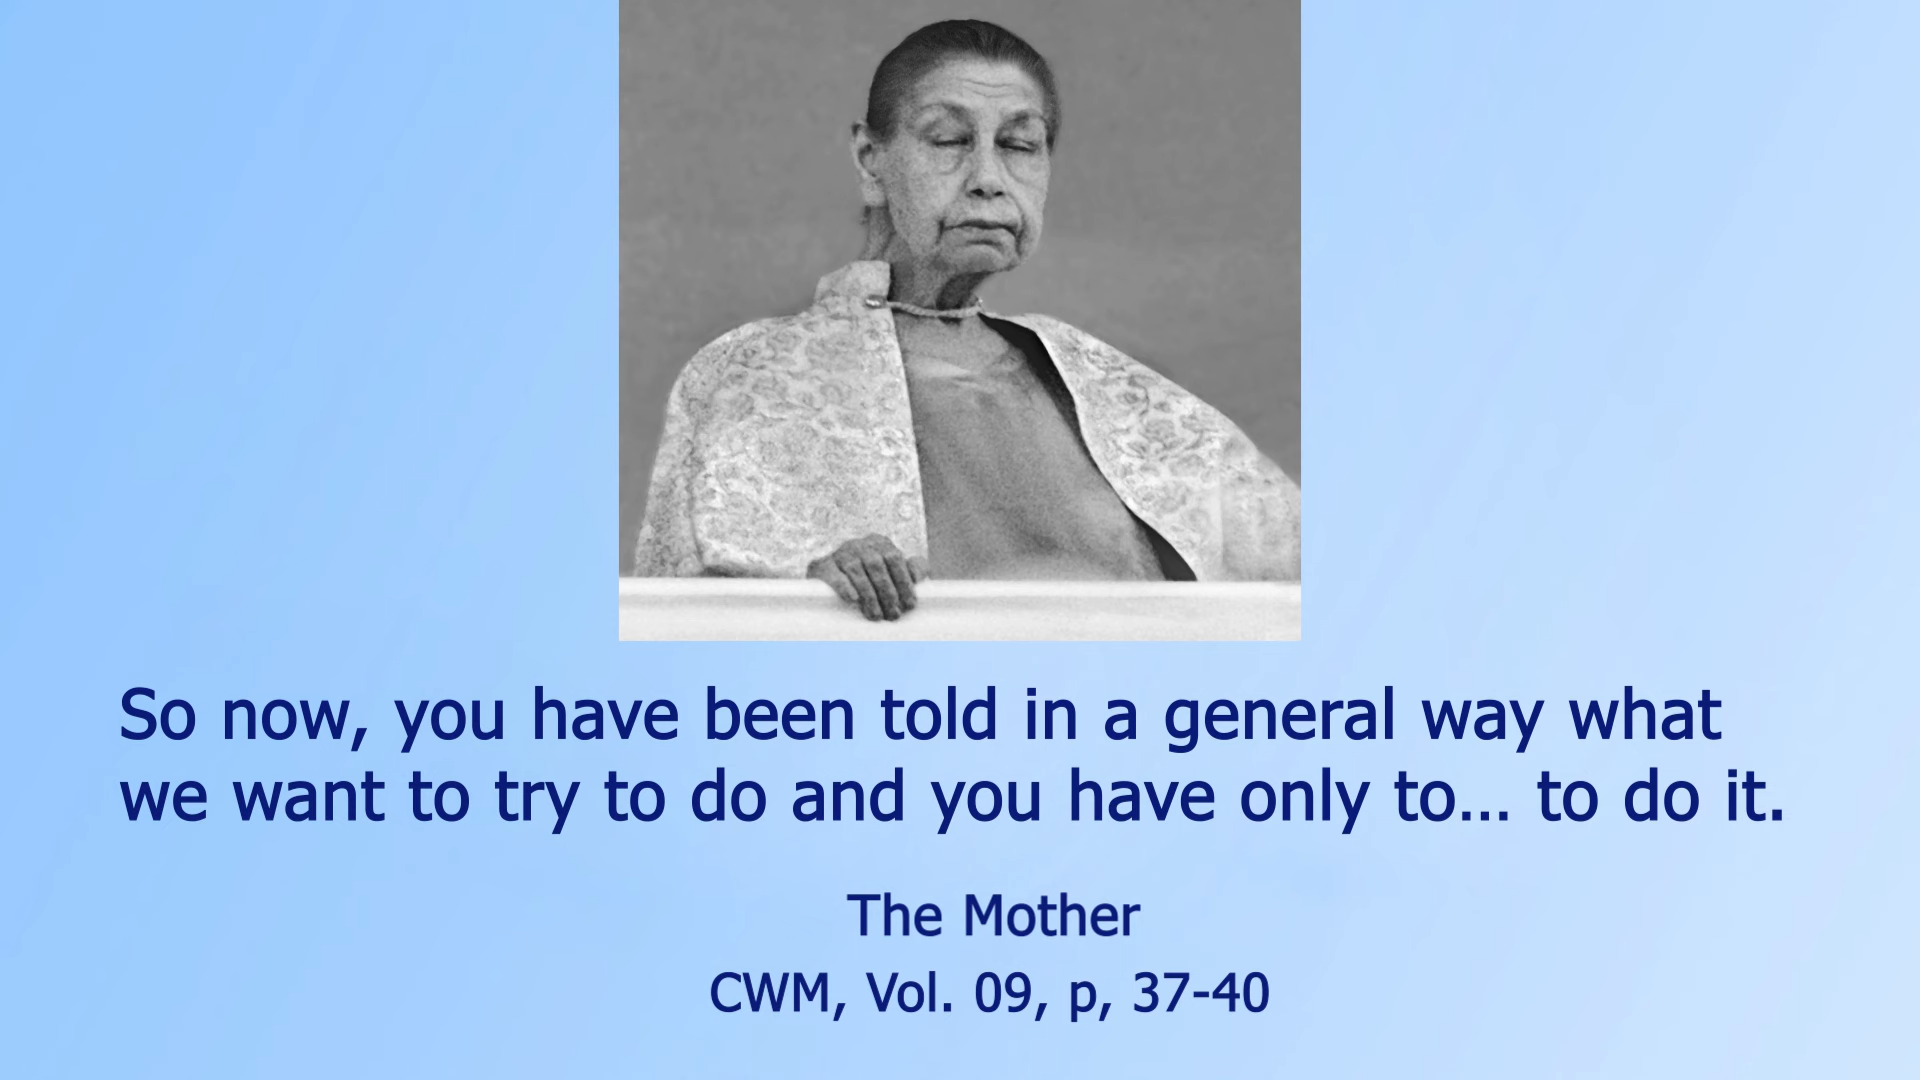 So now, you have been told in a general way what
we want to try to do and you have only to... to do it.
The Mother
CWM, Vol. 09, p, 37-40